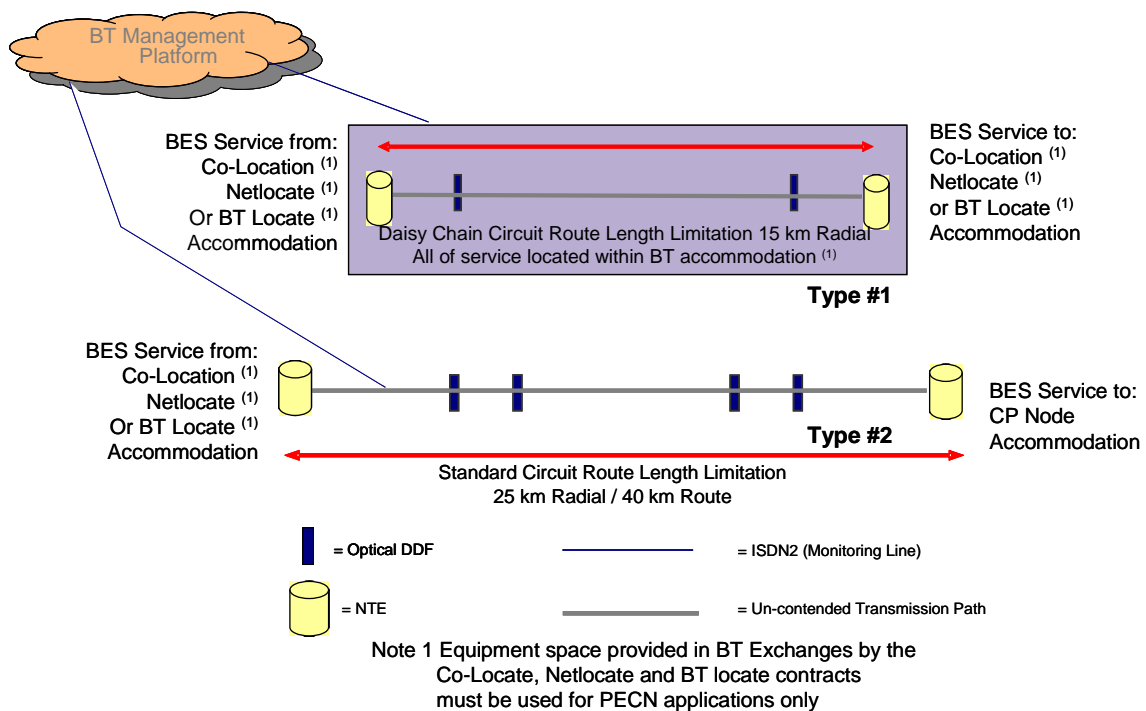 BT Management
Platform
BES Service from:
Co-Location (1)
Netlocate (1)
Or BT Locate (1)
Accommodation
BES Service to:
Co-Location (1)
Netlocate (1)
or BT Locate (1)
Accommodation
Daisy Chain Circuit Route Length Limitation 15 km Radial
All of service located within BT accommodation (1)
Type #1
BES Service from:
Co-Location (1)
Netlocate (1)
Or BT Locate (1)
Accommodation
BES Service to:
CP Node
Accommodation
Type #2
Standard Circuit Route Length Limitation
25 km Radial / 40 km Route
= Optical DDF
= ISDN2 (Monitoring Line)
= NTE
= Un-contended Transmission Path
Note 1 Equipment space provided in BT Exchanges by the
Co-Locate, Netlocate and BT locate contracts
must be used for PECN applications only